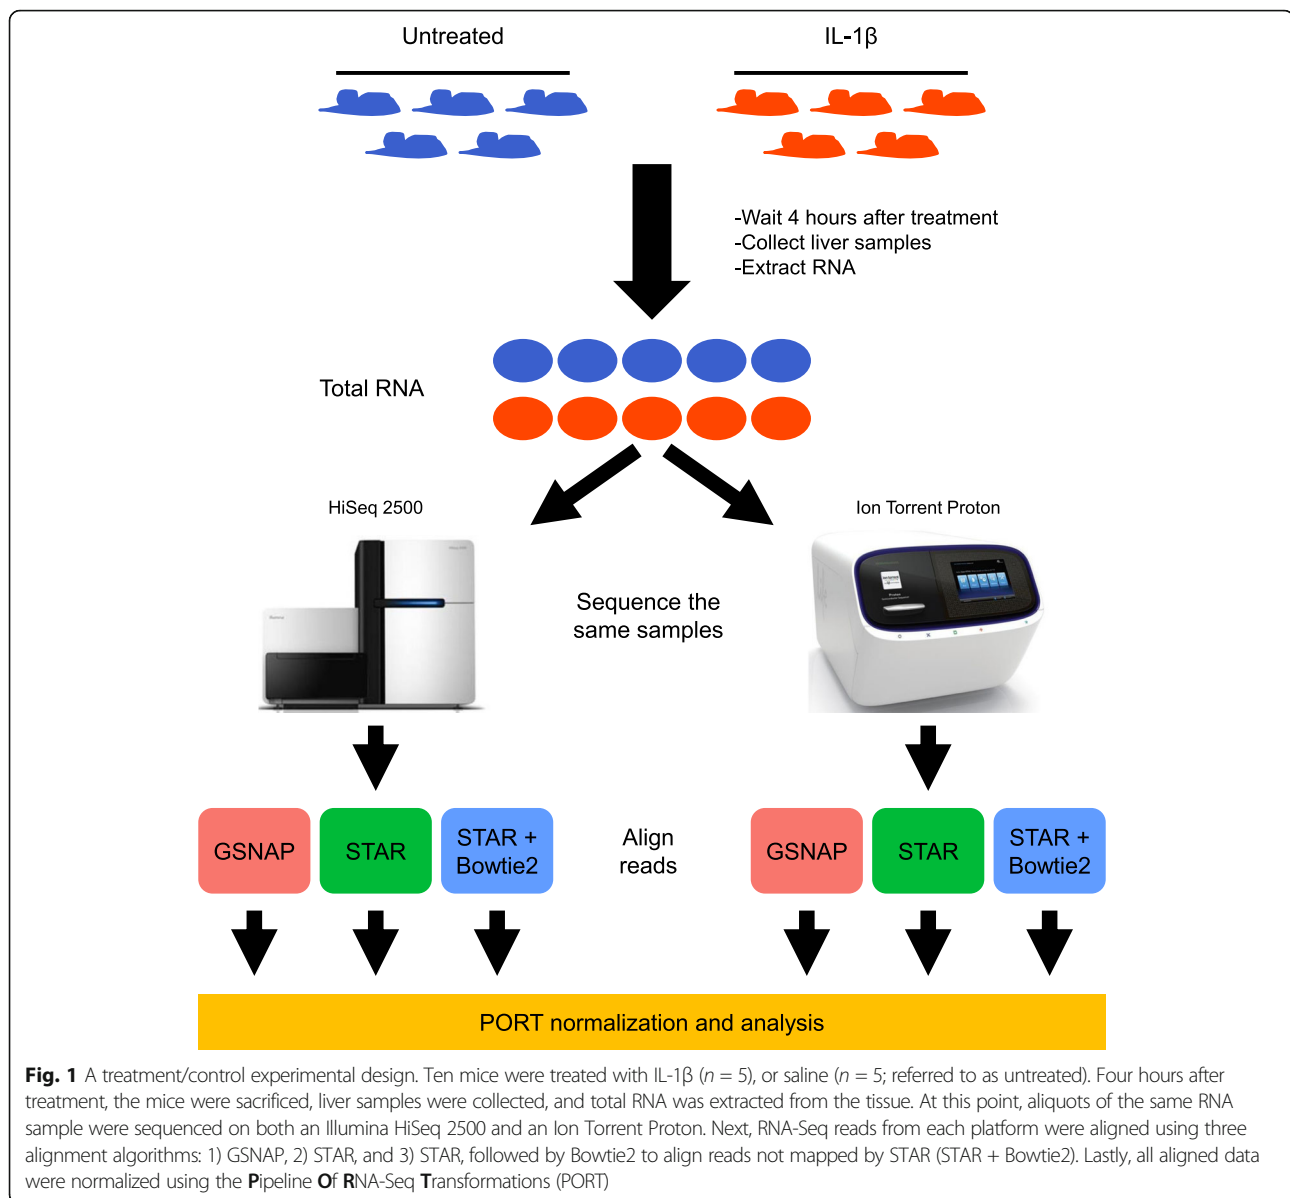 Untreated
IL-1β
-Wait 4 hours after treatment
-Collect liver samples
-Extract RNA
Total RNA
HiSeq 2500
Ion Torrent Proton
Sequence the
same samples
GSNAP
STAR
STAR +
Bowtie2
Align
reads
GSNAP
STAR
STAR +
Bowtie2
PORT normalization and analysis
Fig. 1 A treatment/control experimental design. Ten mice were treated with IL-1β (n = 5), or saline (n = 5; referred to as untreated). Four hours after
treatment, the mice were sacrificed, liver samples were collected, and total RNA was extracted from the tissue. At this point, aliquots of the same RNA
sample were sequenced on both an Illumina HiSeq 2500 and an Ion Torrent Proton. Next, RNA-Seq reads from each platform were aligned using three
alignment algorithms: 1) GSNAP, 2) STAR, and 3) STAR, followed by Bowtie2 to align reads not mapped by STAR (STAR + Bowtie2). Lastly, all aligned data
were normalized using the Pipeline Of RNA-Seq Transformations (PORT)